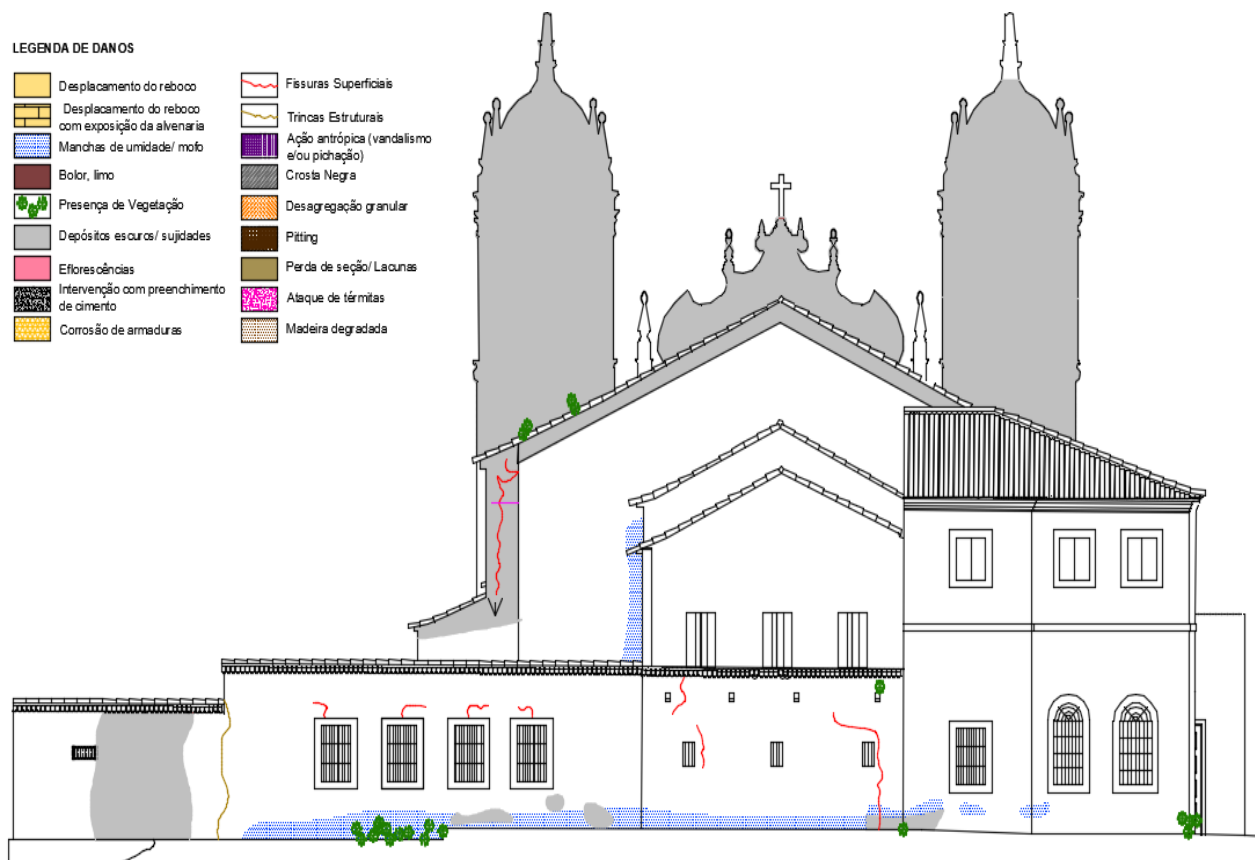 LEGENDA DE DANOS
Desplacamento do reboco
Desplacamento do reboco
com exposição da alvenaria
Manchas de umidade/ mofo
Bolor, limo
Presença de Vegetação
Depósitos escuros/ sujidades
Eflorescências
Intervenção com preenchimento
de cimento
Corrosão de armaduras
Fissuras Superficiais
Trincas Estruturais
Ação antrópica (vandalismo
e/ou pichação)
Crosta Negra
Desagregação granular
Pitting
Perda de seção/ Lacunas
Ataque de térmitas
Madeira degradada